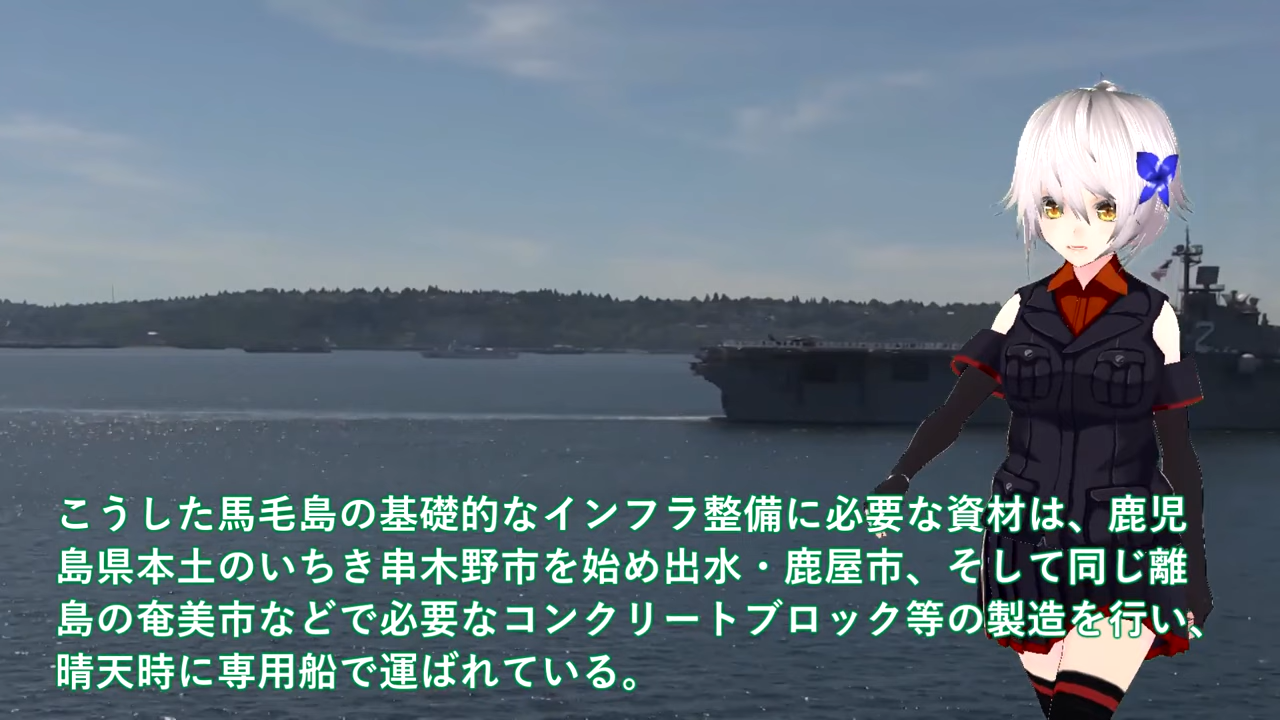 2
こうした馬毛島の基礎的なインフラ整備に必要な資材は、鹿児
島県本土のいちき串木野市を始め出水・鹿屋市、そして同じ離
島の奄美市などで必要なコンクリートブロック等の製造を行い、
晴天時に専用船で運ばれている。